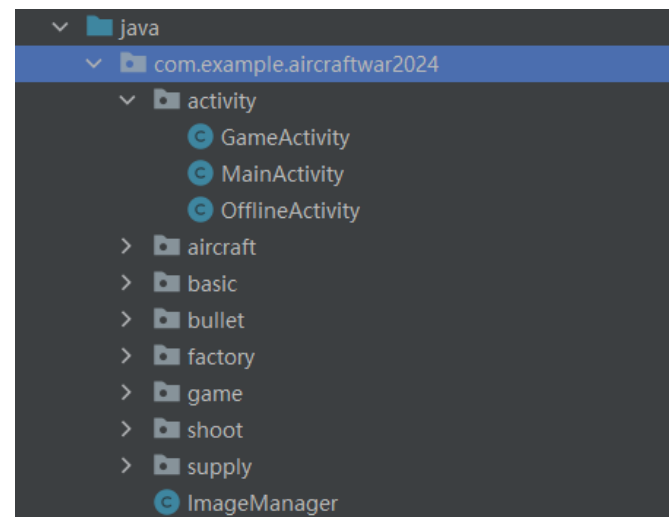 java
com.example.aircraftwar2024
activity
GameActivity
MainActivity
OfflineActivity
aircraft
basic
bullet
factory
game
shoot
supply
ImageManager